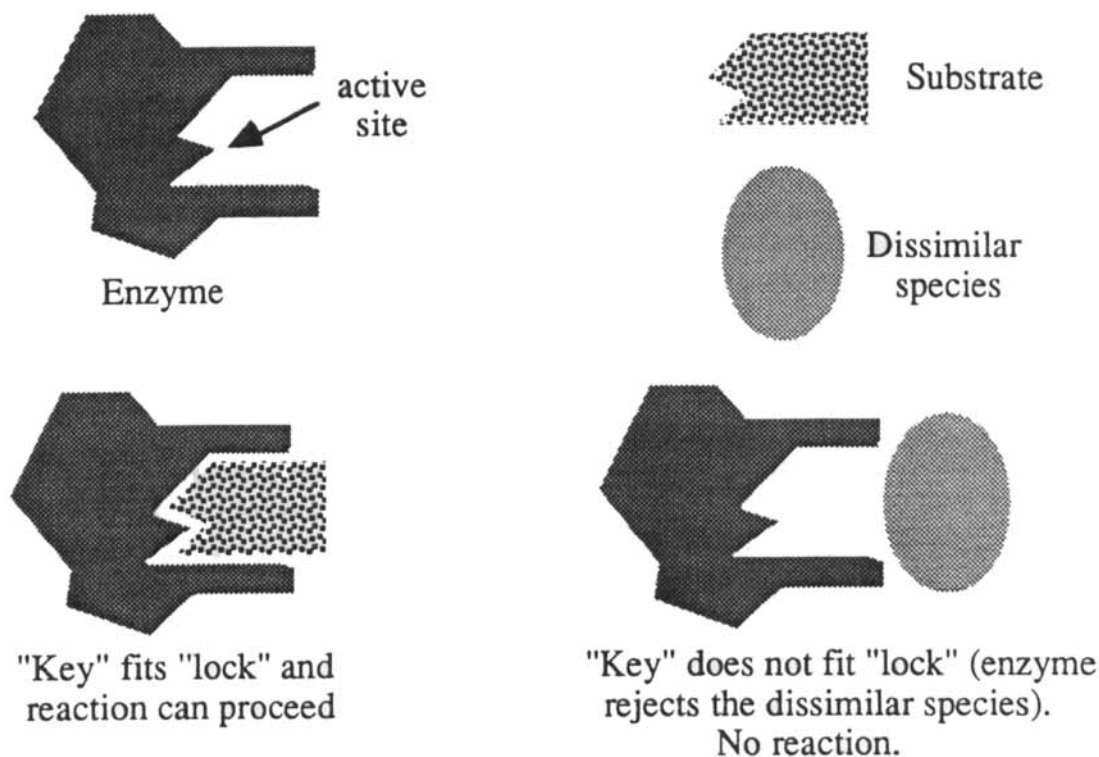 active
site
Enzyme
Substrate
Dissimilar
species
"Key" fits "lock" and
reaction can proceed
"Key" does not fit "lock" (enzyme
rejects the dissimilar species).
No reaction.